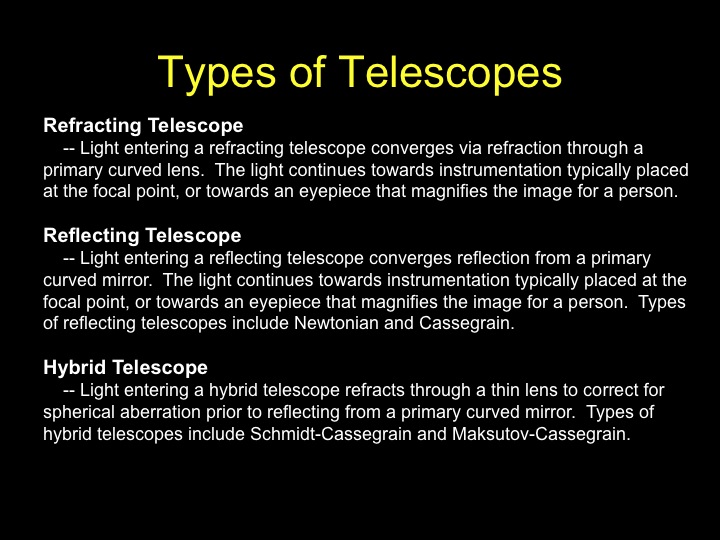 Types of Telescopes
Refracting Telescope
-- Light entering a refracting telescope converges via refraction through a
primary curved lens.  The light continues towards instrumentation typically placed
at the focal point, or towards an eyepiece that magnifies the image for a person.
Reflecting Telescope
-- Light entering a reflecting telescope converges reflection from a primary
curved mirror.  The light continues towards instrumentation typically placed at the
focal point, or towards an eyepiece that magnifies the image for a person.  Types
of reflecting telescopes include Newtonian and Cassegrain.
Hybrid Telescope
-- Light entering a hybrid telescope refracts through a thin lens to correct for
spherical aberration prior to reflecting from a primary curved mirror.  Types of
hybrid telescopes include Schmidt-Cassegrain and Maksutov-Cassegrain.